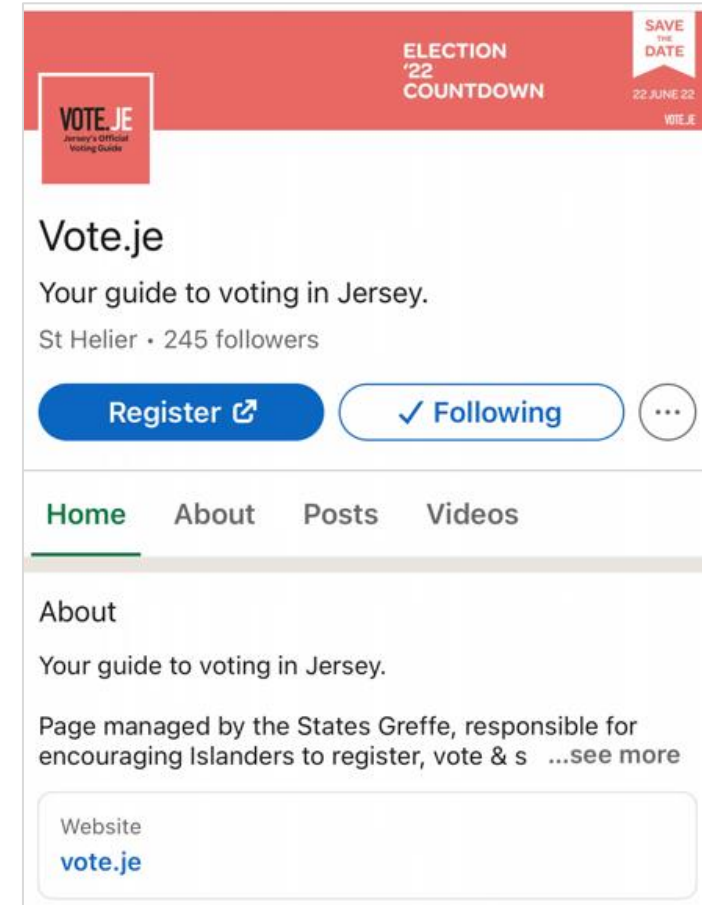 ELECTION
'22
COUNTDOWN
SAVE
THE
DATE
22 JUNE 22
VOTE.JE
VOTE.JE
Jersey's Official
Voting Guide
Vote.je
Your guide to voting in Jersey.
St Helier • 245 followers
Register
✓ Following
...
Home About Posts Videos
About
Your guide to voting in Jersey.
Page managed by the States Greffe, responsible for
encouraging Islanders to register, vote & s ...see more
Website
vote.je